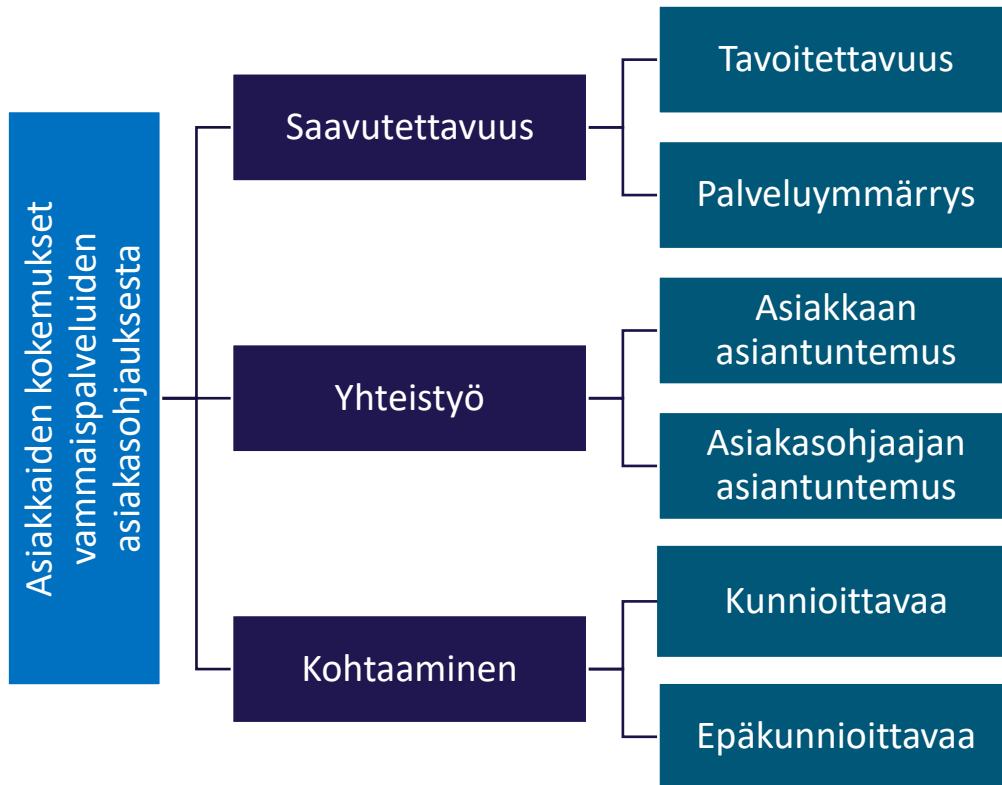 Asiakkaiden kokemukset
vammaispalveluiden
asiakasohjauksesta
Saavutettavuus
Tavoitettavuus
Palveluymmärrys
Yhteistyö
Asiakkaan
asiantuntemus
Asiakasohjaajan
asiantuntemus
Kohtaaminen
Kunnioittavaa
Epäkunnioittavaa